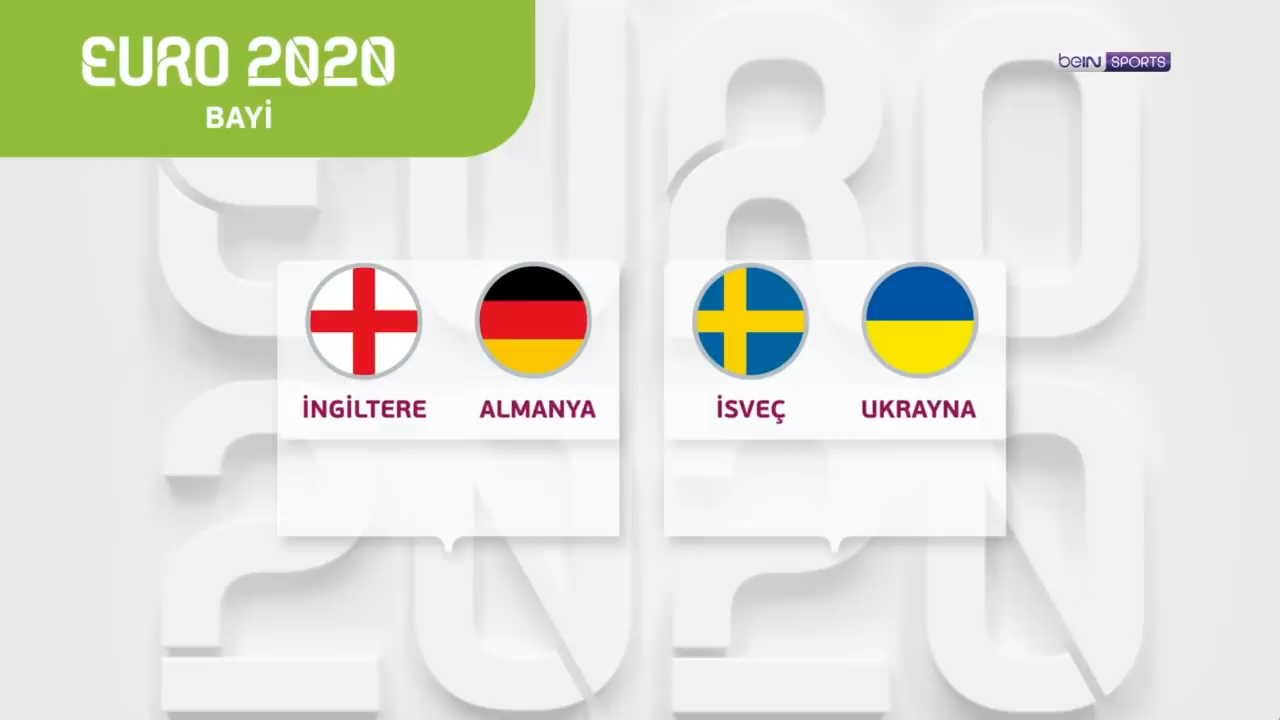 EURO 2020
BAYİ
beIN SPORTS
İNGİLTERE
ALMANYA
İSVEÇ
UKRAYNA